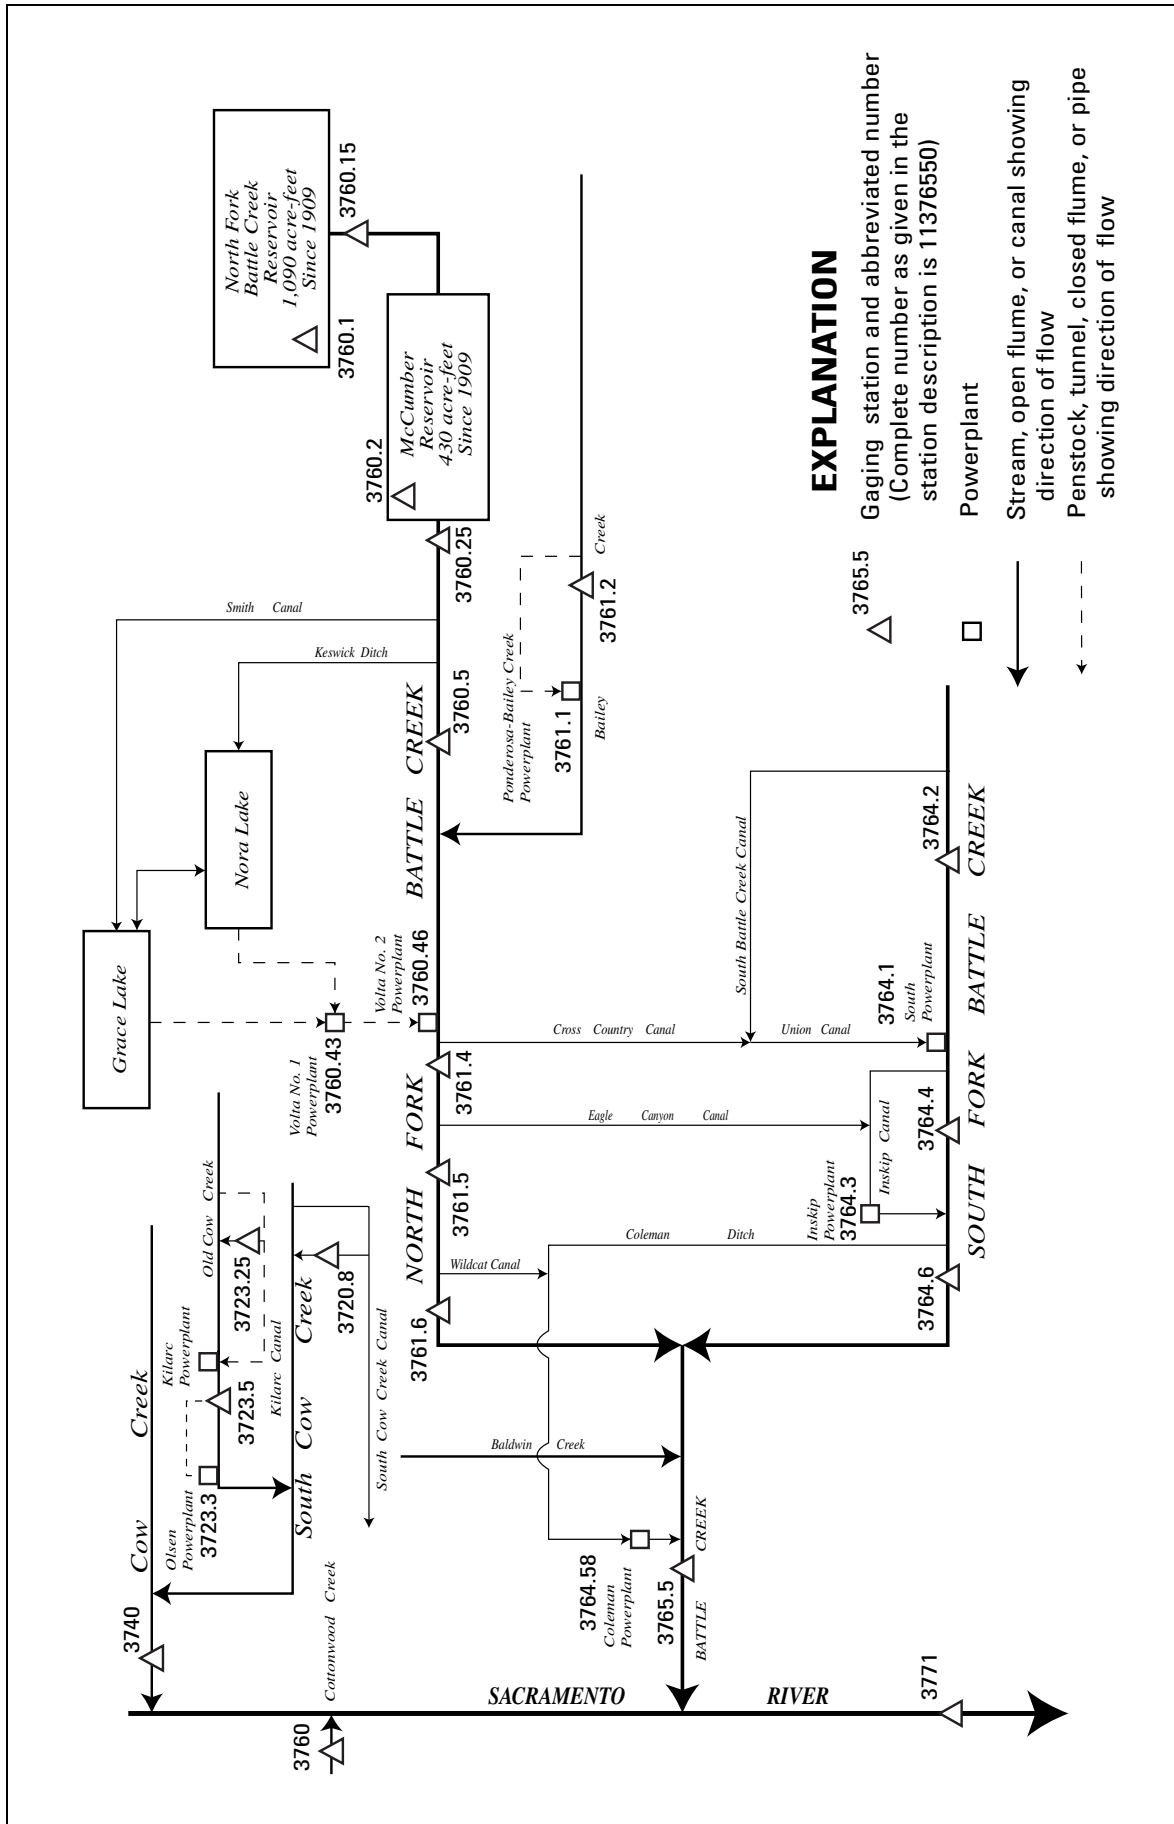 North Fork
Battle Creek
Reservoir
1,090 acre-feet
Since 1909
3760.1
3760.15
3760.2
McCumber
Reservoir
430 acre-feet
Since 1909
3760.25
Smith Canal
Keswick Ditch
3760.5
Ponderosa-Bailey Creek
Powerplant
3761.1
3761.2
Bailey Creek
Nora Lake
Grace Lake
Volta No. 1
Powerplant
3760.43
Volta No. 2
Powerplant
3760.46
NORTH FORK BATTLE CREEK
3761.4
3761.5
3761.6
Cross Country Canal
Union Canal
South Battle Creek Canal
3764.1
South
Powerplant
3764.2
Eagle Canyon Canal
Inskip Canal
Inskip
Powerplant
3764.3
3764.4
Coleman Ditch
Wildcat Canal
3764.6
SOUTH FORK BATTLE CREEK
Cow Creek
Old Cow Creek
3723.25
Kilarc
Powerplant
Kilarc Canal
3723.5
Olsen
Powerplant
3723.3
South Cow Creek
3720.8
South Cow Creek Canal
3740
Cottonwood Creek
3760
Baldwin Creek
3764.58
Coleman
Powerplant
3765.5
BATTLE CREEK
SACRAMENTO RIVER
3771
EXPLANATION
3765.5
Gaging station and abbreviated number
(Complete number as given in the
station description is 11376550)
Powerplant
Stream, open flume, or canal showing
direction of flow
Penstock, tunnel, closed flume, or pipe
showing direction of flow